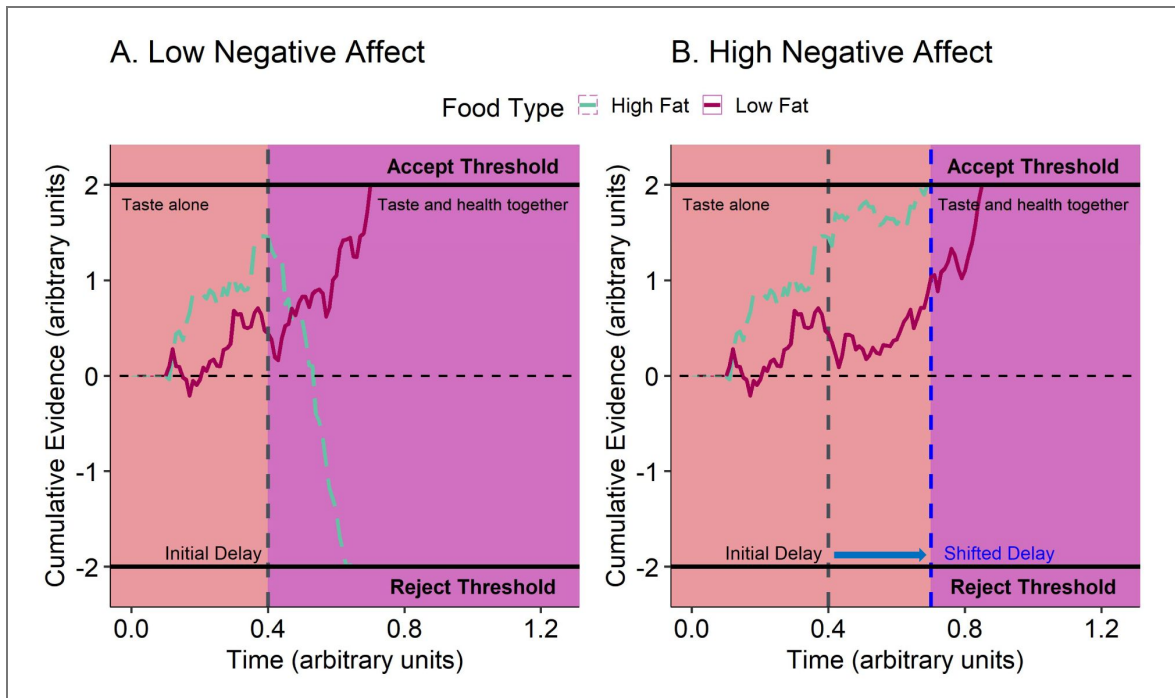 A. Low Negative Affect
B. High Negative Affect
Food Type High Fat Low Fat
Cumulative Evidence (aribtrary units)
2
1
0
-1
-2
Accept Threshold
Taste alone
Taste and health together
Initial Delay
Reject Threshold
0.0 0.4 0.8 1.2
Time (arbitrary units)
Cumulative Evidence (aribtrary units)
2
1
0
-1
-2
Accept Threshold
Taste alone
Taste and health together
Initial Delay
Shifted Delay
Reject Threshold
0.0 0.4 0.8 1.2
Time (arbitrary units)